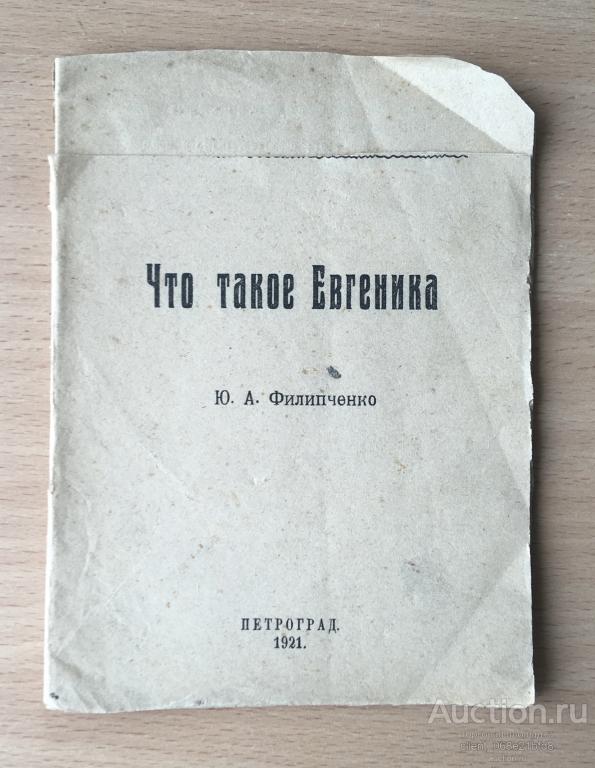 Что такое Евгеника
Ю. А. Филипченко
ПЕТРОГРАД.
1921.
Auction.ru